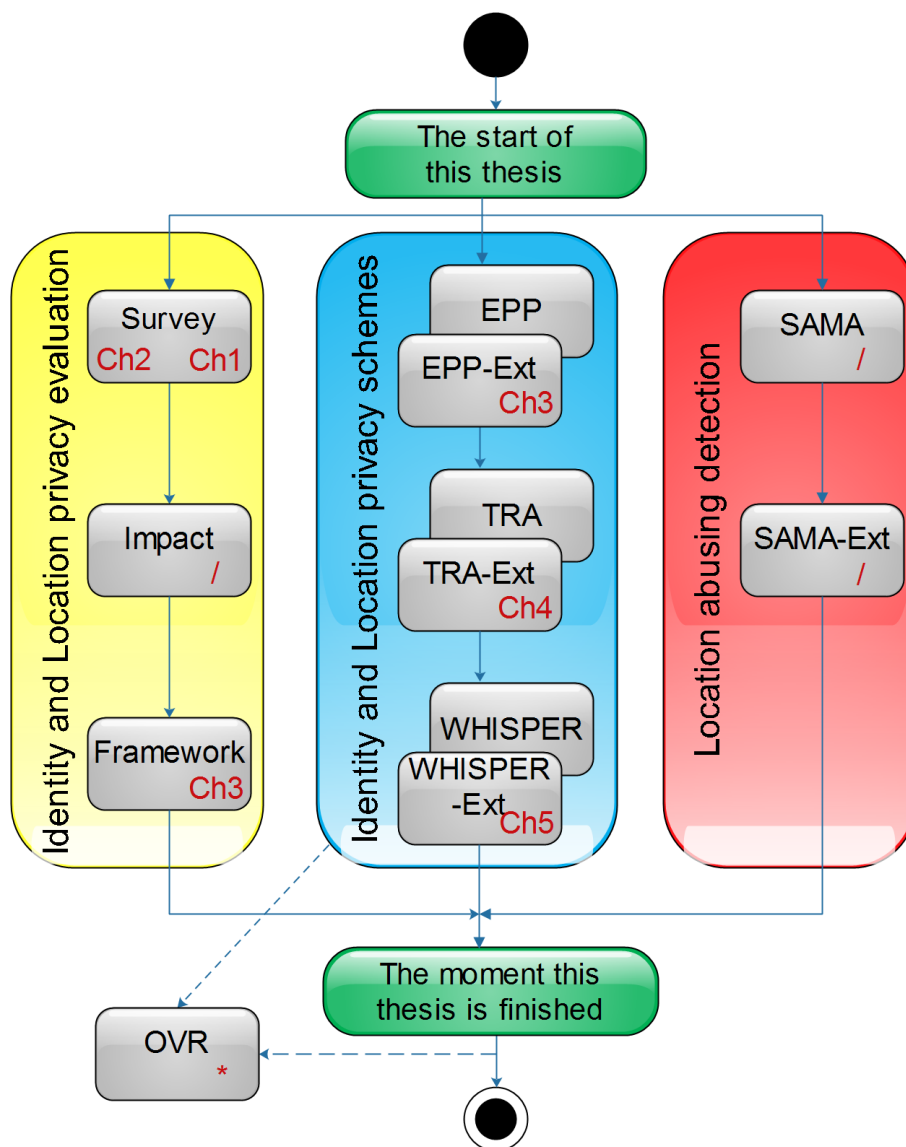 The start of
this thesis
Identity and Location privacy evaluation
Survey
Ch2 Ch1
Impact
/
Framework
Ch3
Identity and Location privacy schemes
EPP
EPP-Ext
Ch3
TRA
TRA-Ext
Ch4
WHISPER
WHISPER
-Ext
Ch5
Location abusing detection
SAMA
/
SAMA-Ext
/
The moment this
thesis is finished
OVR
*